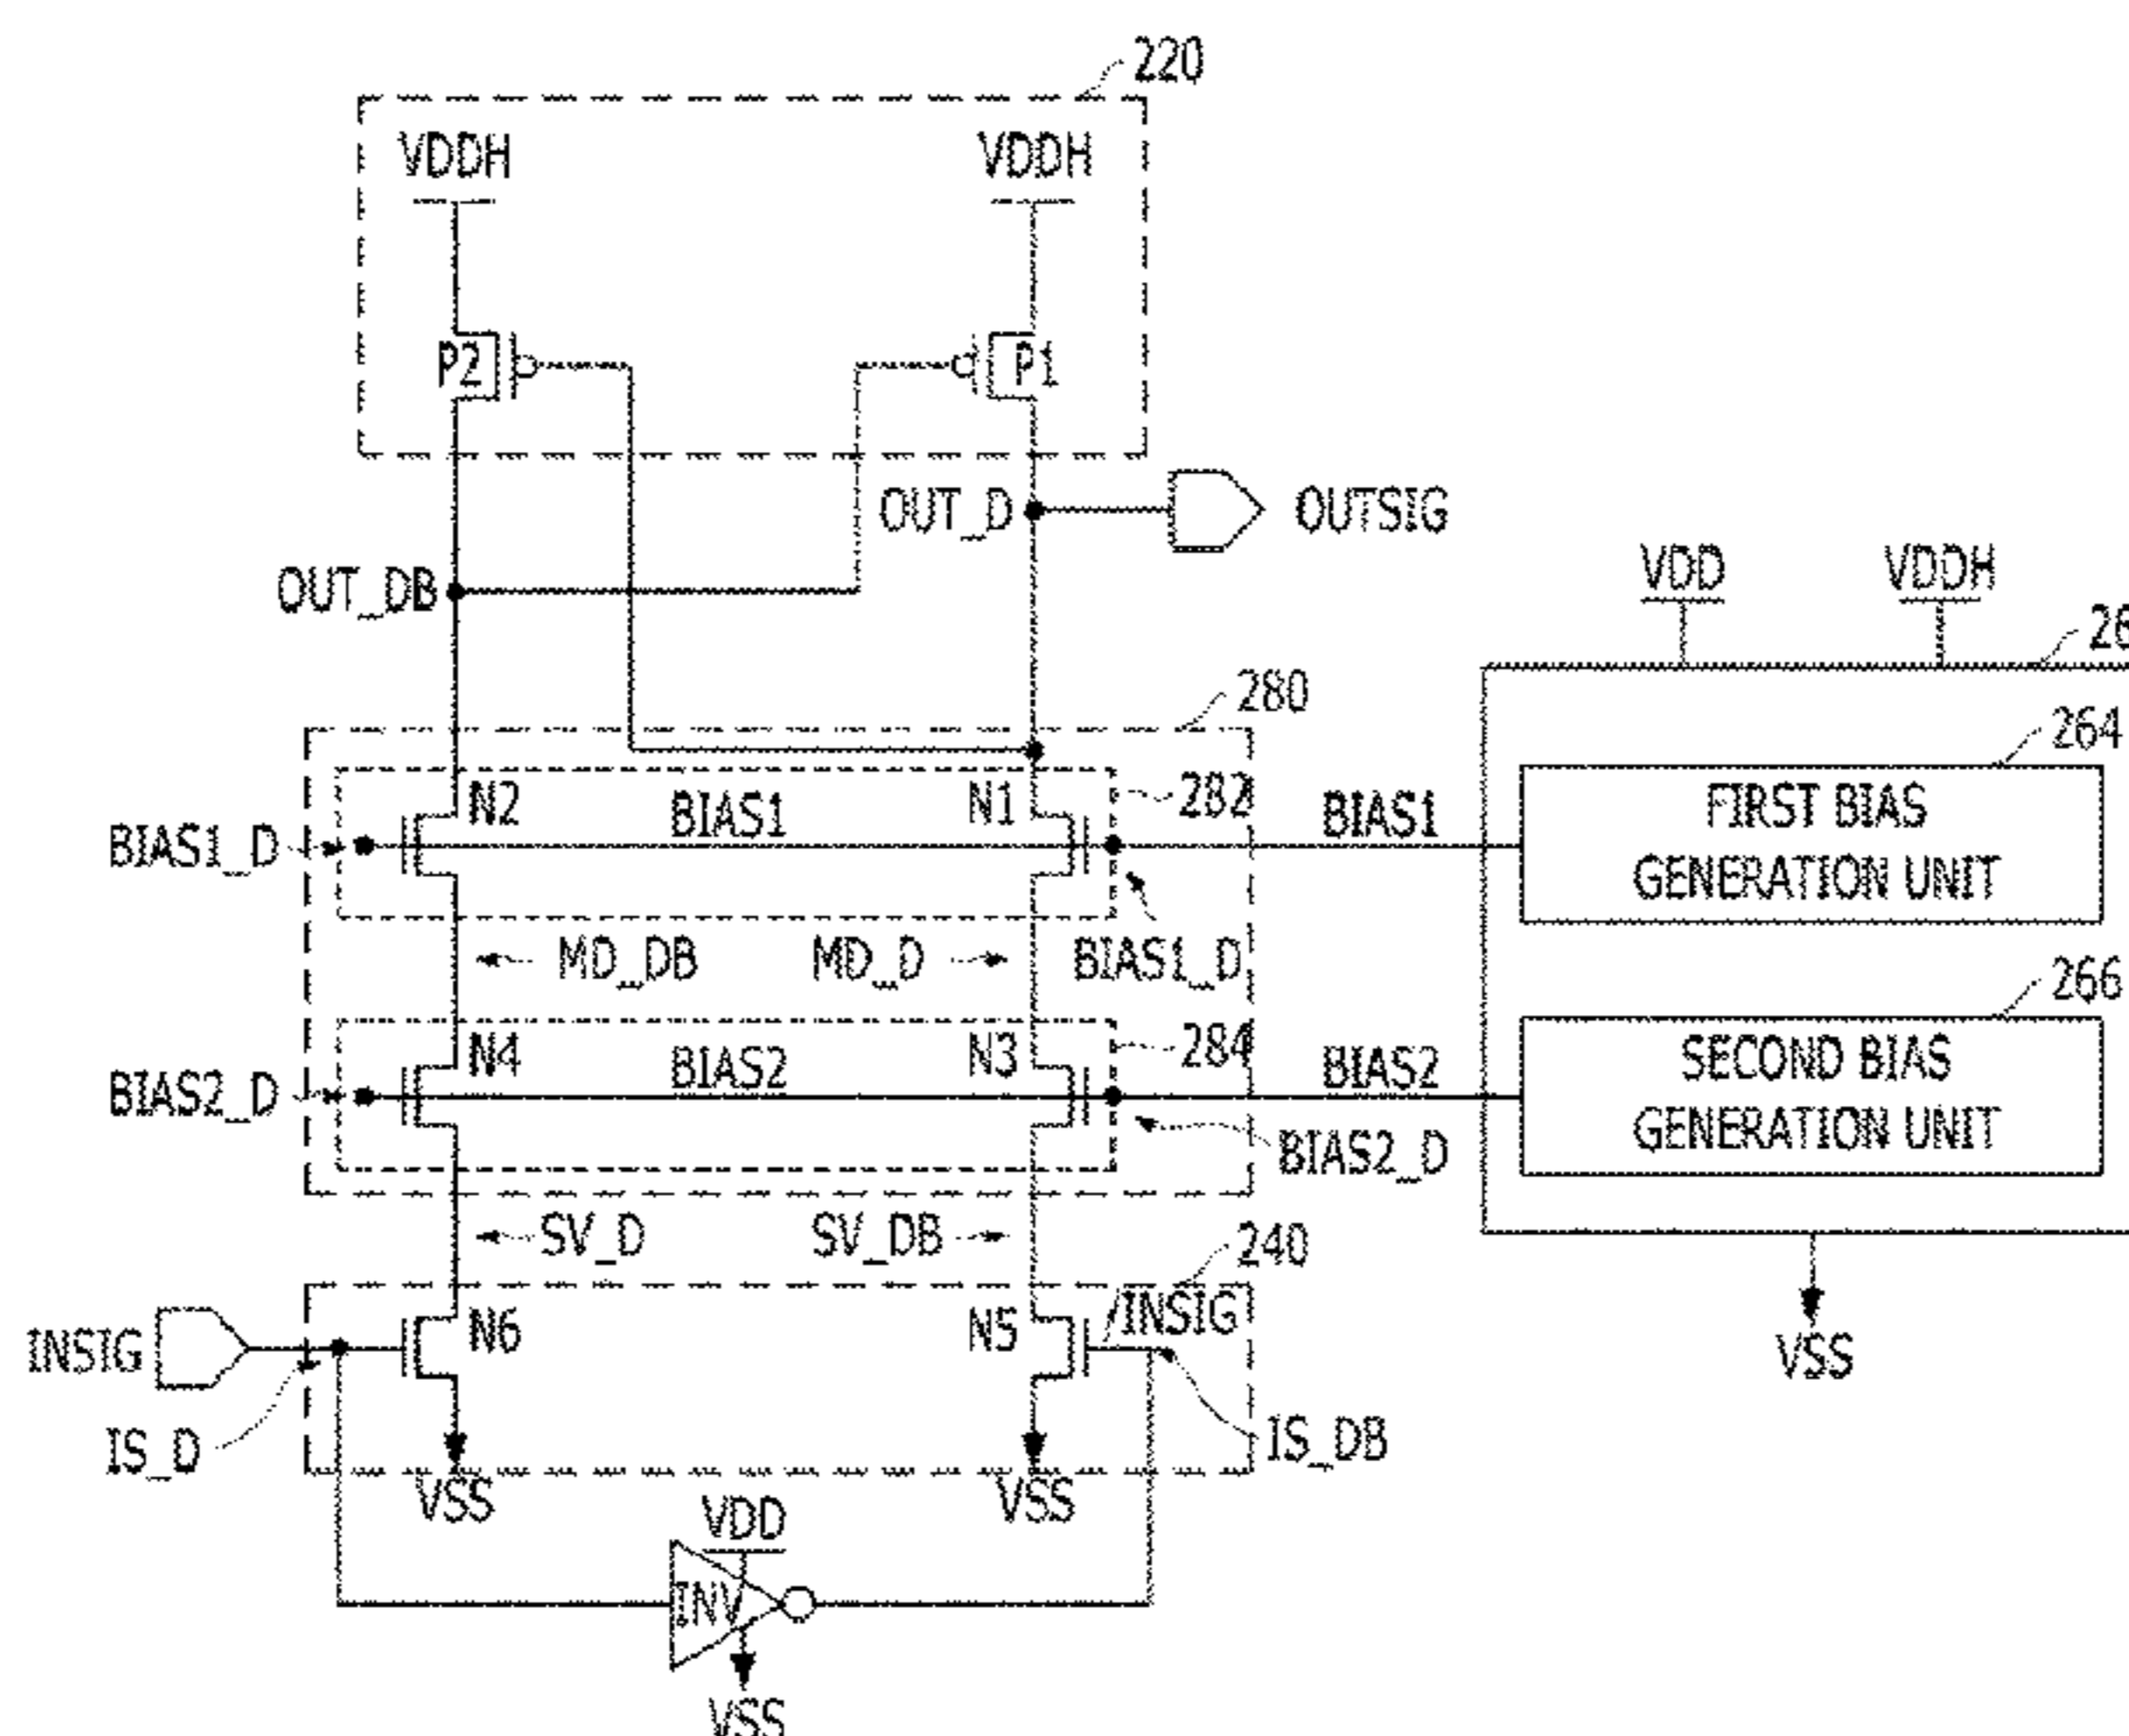 220
VDDH
VDDH
P2
P1
OUT_D
OUTSIG
OUT_DB
VDD
VDDH
26
280
264
N2
BIAS1
N1
282
BIAS1
FIRST BIAS
GENERATION UNIT
BIAS1_D
MD_DB
MD_D
BIAS1_D
266
N4
BIAS2
N3
284
BIAS2
SECOND BIAS
GENERATION UNIT
BIAS2_D
BIAS2_D
SV_D
SV_DB
240
INSIG
N6
N5
/INSIG
VSS
IS_D
IS_DB
VSS
VSS
VDD
INV
VSS